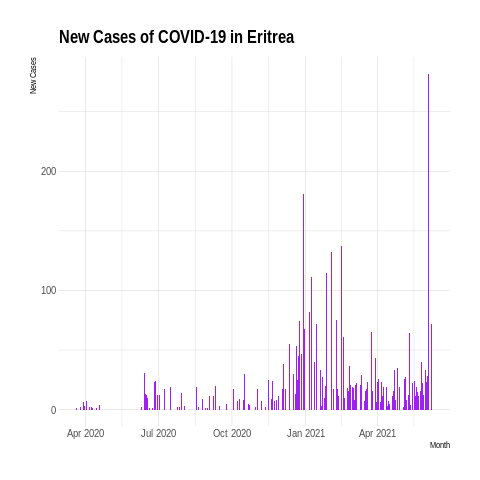 New Cases of COVID-19 in Eritrea
New Cases
200
100
0
Apr 2020 Jul 2020 Oct 2020 Jan 2021 Apr 2021
Month